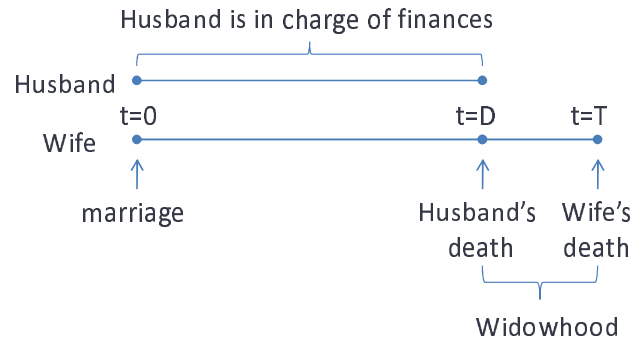 Husband is in charge of finances
Husband
t=0
t=D
t=T
Wife
marriage
Husband's
death
Wife's
death
Widowhood